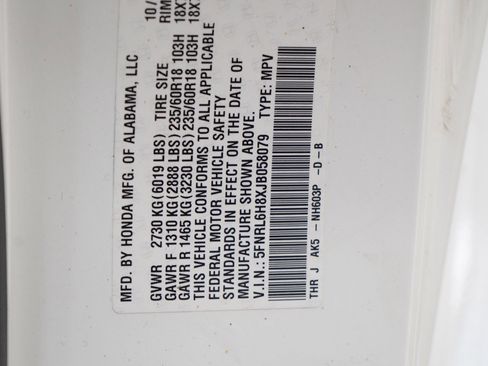 MFD. BY HONDA MFG. OF ALABAMA, LLC 10/
GVWR 2730 KG(6019 LBS) TIRE SIZE RIM
GAWR F 1310 KG(2888 LBS)235/60R18 103H 18X
GAWR R 1465 KG(3230 LBS)235/60R18 103H 18X
THIS VEHICLE CONFORMS TO ALL APPLICABLE
FEDERAL MOTOR VEHICLE SAFETY
STANDARDS IN EFFECT ON THE DATE OF
MANUFACTURE SHOWN ABOVE.
V.I.N.: 5FNRL6H8XJB058079 TYPE: MPV
THR J AK5 - NH603P -D-B